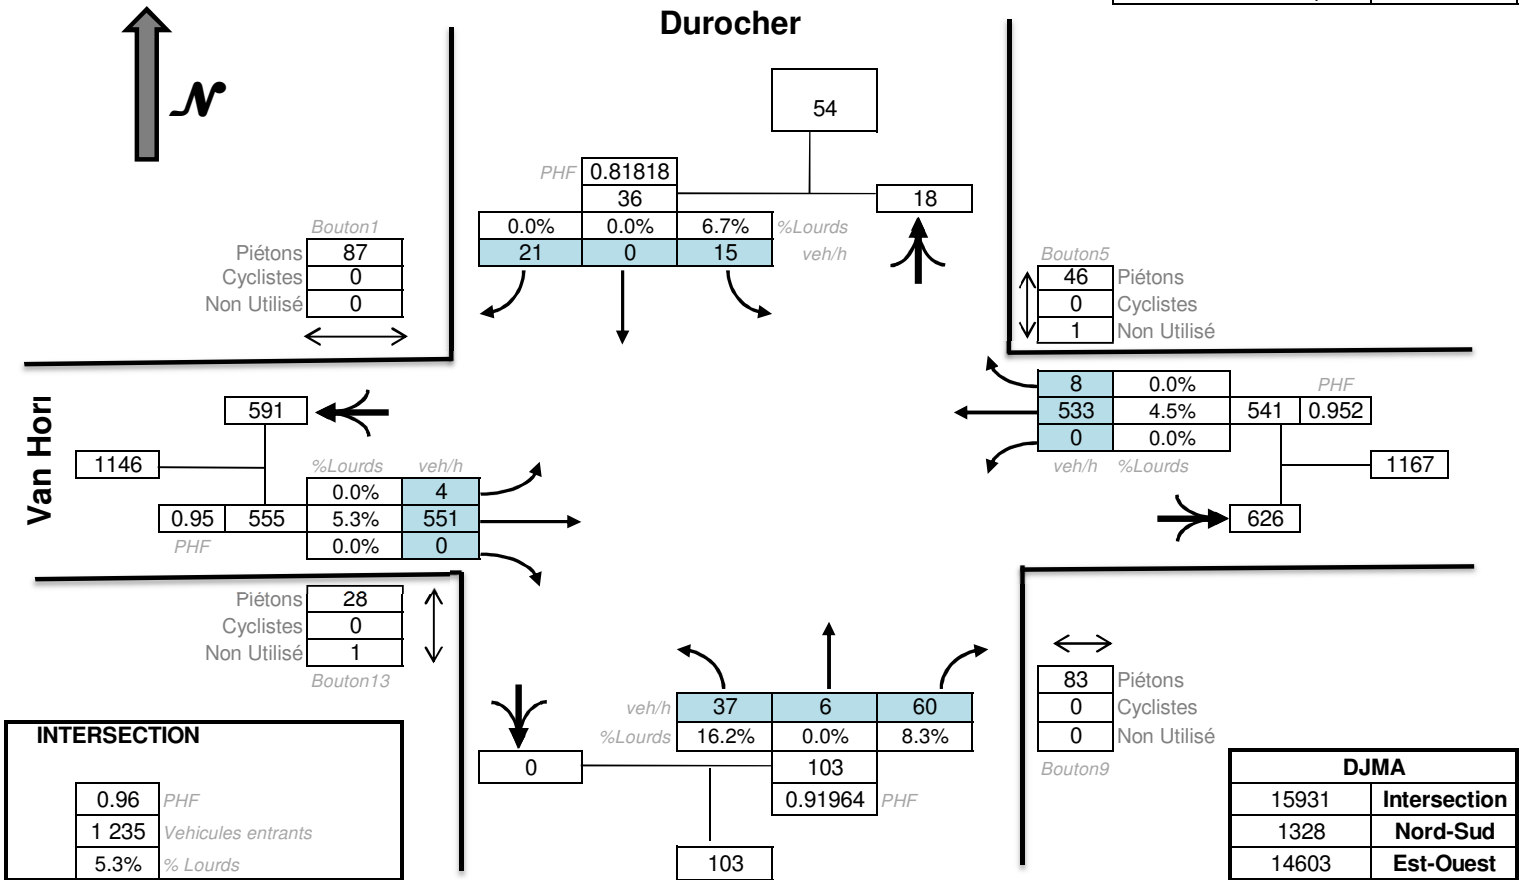 Durocher
N
54
PHF 0.81818
36
18
0.0% 0.0% 6.7% %Lourds
21 0 15 veh/h
Bouton1
Piétons 87
Cyclistes 0
Non Utilisé 0
Bouton5
46 Piétons
0 Cyclistes
1 Non Utilisé
Van Hori
591
1146
%Lourds veh/h
0.0% 4
0.95 555 5.3% 551
PHF 0.0% 0
8 0.0% PHF
533 4.5% 541 0.952
0 0.0%
veh/h %Lourds
1167
626
Piétons 28
Cyclistes 0
Non Utilisé 1
Bouton13
veh/h 37 6 60
%Lourds 16.2% 0.0% 8.3%
0
103
0.91964 PHF
103
83 Piétons
0 Cyclistes
0 Non Utilisé
Bouton9
INTERSECTION
0.96 PHF
1 235 Vehicules entrants
5.3% % Lourds
DJMA
15931 Intersection
1328 Nord-Sud
14603 Est-Ouest